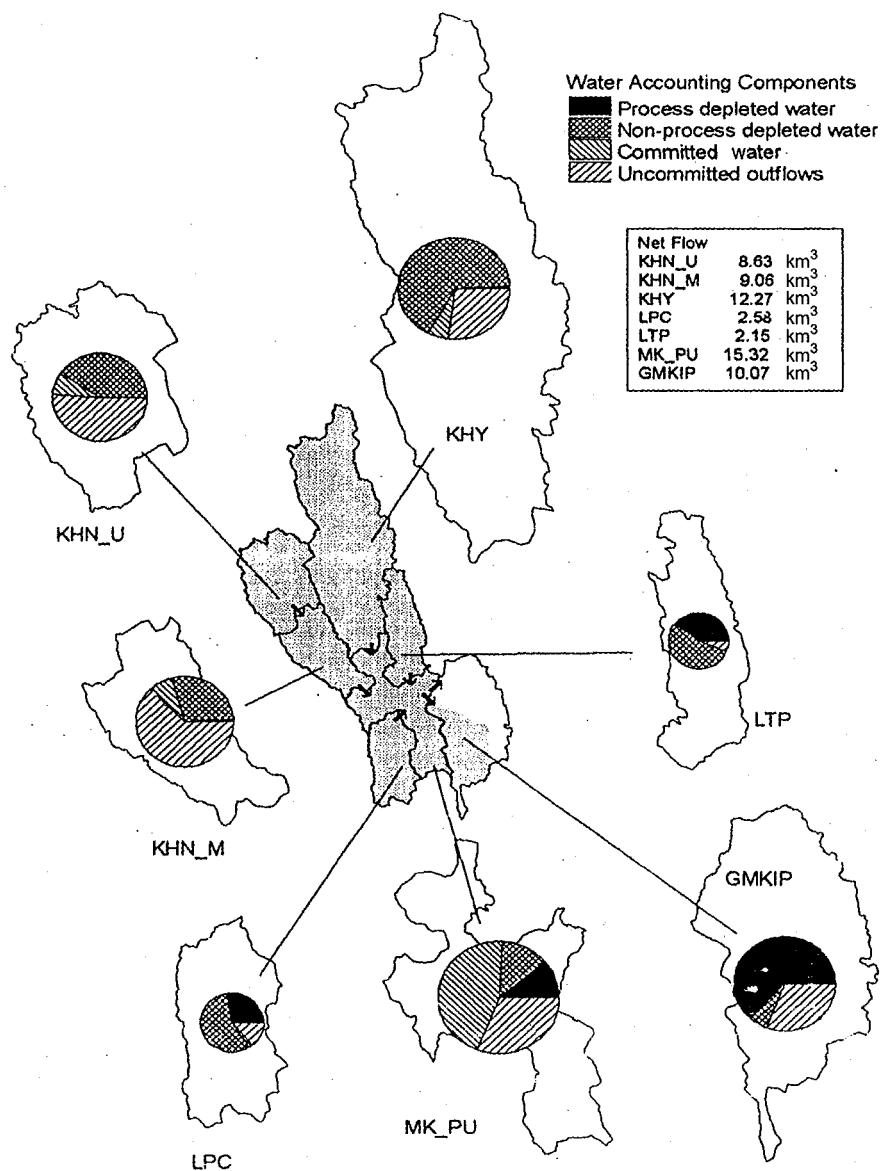 Water Accounting Components
Process depleted water
Non-process depleted water
Committed water
Uncommitted outflows
Net Flow
KHN_U 8.63 km³
KHN_M 9.06 km³
KHY 12.27 km³
LPC 2.58 km³
LTP 2.15 km³
MK_PU 15.32 km³
GMKIP 10.07 km³
KHY
KHN_U
LTP
KHN_M
GMKIP
MK_PU
LPC